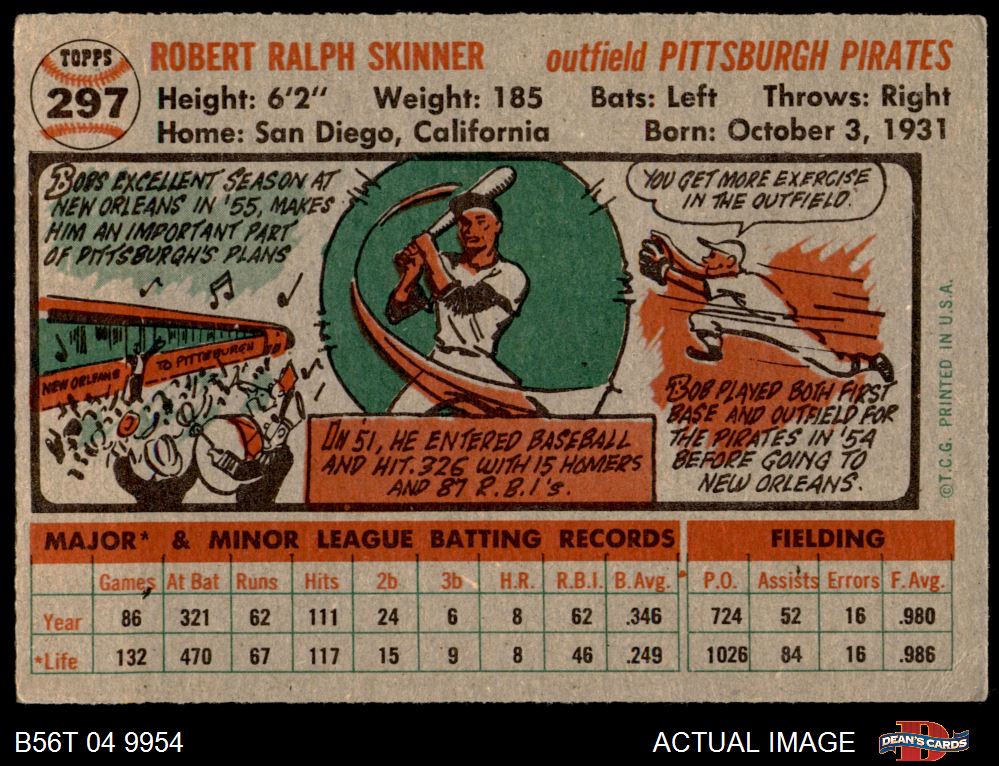 TOPPS
297
ROBERT RALPH SKINNER outfield PITTSBURGH PIRATES
Height: 6'2" Weight: 185 Bats: Left Throws: Right
Home: San Diego, California Born: October 3, 1931
BOB'S EXCELLENT SEASON AT
NEW ORLEANS IN '55, MAKES
HIM AN IMPORTANT PART
OF PITTSBURGH'S PLANS
NEW ORLEANS TO PITTSBURGH
IN 51, HE ENTERED BASEBALL
AND HIT .326 WITH 15 HOMERS
AND 87 R.B.I's.
YOU GET MORE EXERCISE
IN THE OUTFIELD.
BOB PLAYED BOTH FIRST
BASE AND OUTFIELD FOR
THE PIRATES IN '54
BEFORE GOING TO
NEW ORLEANS.
©T.C.G. PRINTED IN U.S.A.
MAJOR* & MINOR LEAGUE BATTING RECORDS FIELDING
Games At Bat Runs Hits 2b 3b H.R. R.B.I. B.Avg. P.O. Assists Errors F.Avg.
Year 86 321 62 111 24 6 8 62 .346 724 52 16 .980
*Life 132 470 67 117 15 9 8 46 .249 1026 84 16 .986
B56T 04 9954 ACTUAL IMAGE DEAN'S CARDS